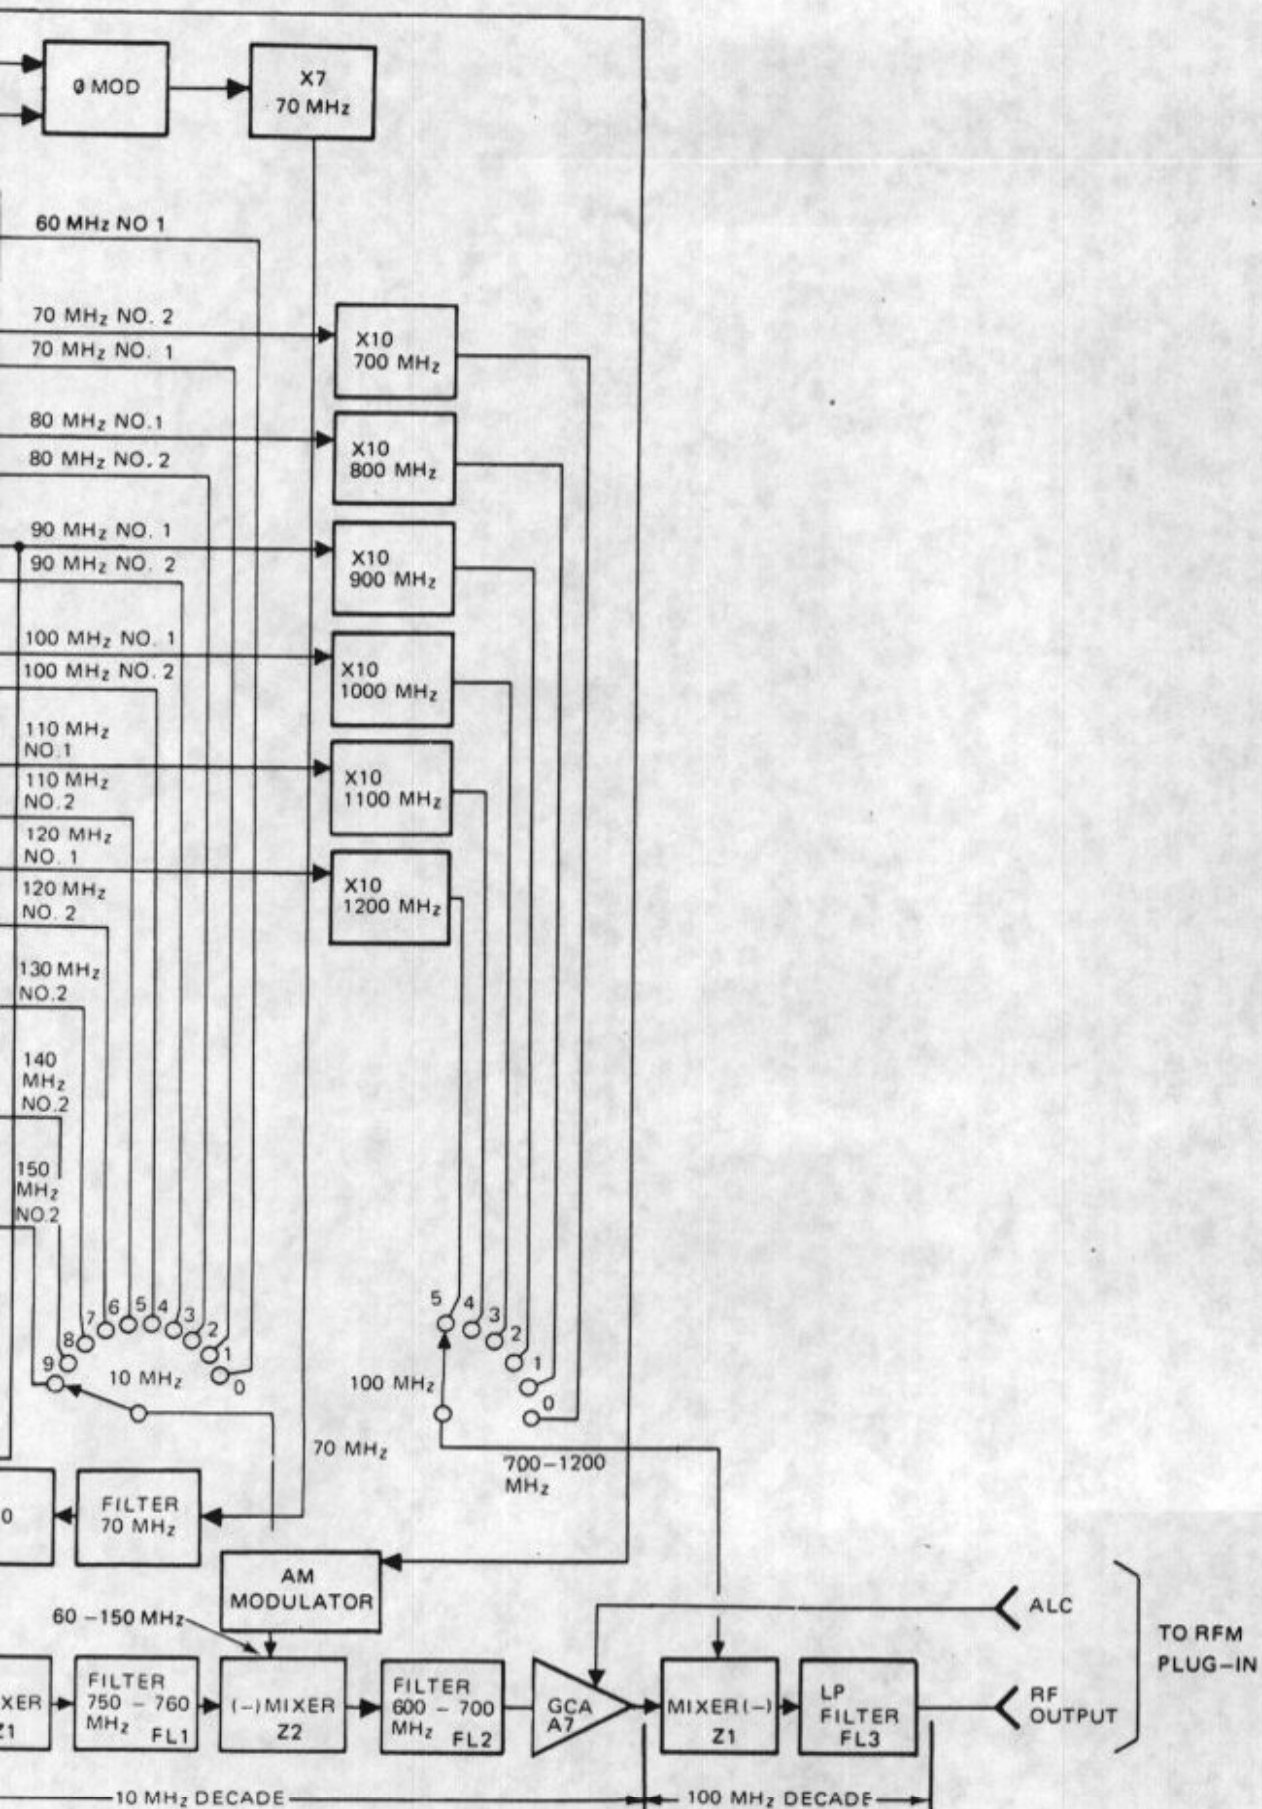 Ø MOD
X7
70 MHz
60 MHz NO 1
70 MHz NO. 2
70 MHz NO. 1
X10
700 MHz
80 MHz NO.1
80 MHz NO.2
X10
800 MHz
90 MHz NO. 1
90 MHz NO. 2
X10
900 MHz
100 MHz NO. 1
100 MHz NO. 2
X10
1000 MHz
110 MHz
NO.1
110 MHz
NO.2
X10
1100 MHz
120 MHz
NO. 1
120 MHz
NO. 2
X10
1200 MHz
130 MHz
NO.2
140
MHz
NO.2
150
MHz
NO.2
9 8 7 6 5 4 3 2 1 0
10 MHz
5 4 3 2 1 0
100 MHz
70 MHz
700-1200
MHz
0
FILTER
70 MHz
AM
MODULATOR
60 -150 MHz
ALC
TO RFM
PLUG-IN
XER
Z1
FILTER
750 - 760
MHz FL1
(-) MIXER
Z2
FILTER
600 - 700
MHz FL2
GCA
A7
MIXER(-)
Z1
LP
FILTER
FL3
RF
OUTPUT
10 MHz DECADE
100 MHz DECADE